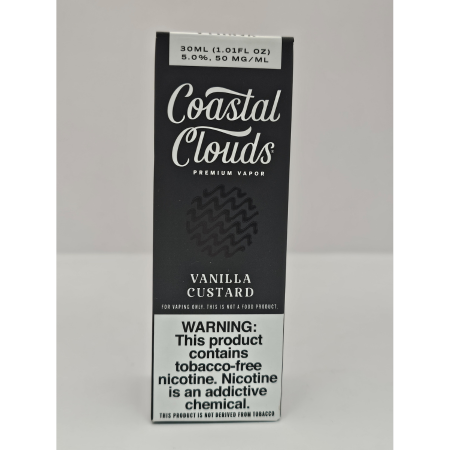 30ML (1.01FL OZ)
5.0%, 50 MG/ML
Coastal
Clouds
PREMIUM VAPOR
VANILLA
CUSTARD
FOR VAPING ONLY. THIS IS NOT A FOOD PRODUCT.
WARNING:
This product
contains
tobacco-free
nicotine. Nicotine
is an addictive
chemical.
THIS PRODUCT IS NOT DERIVED FROM TOBACCO